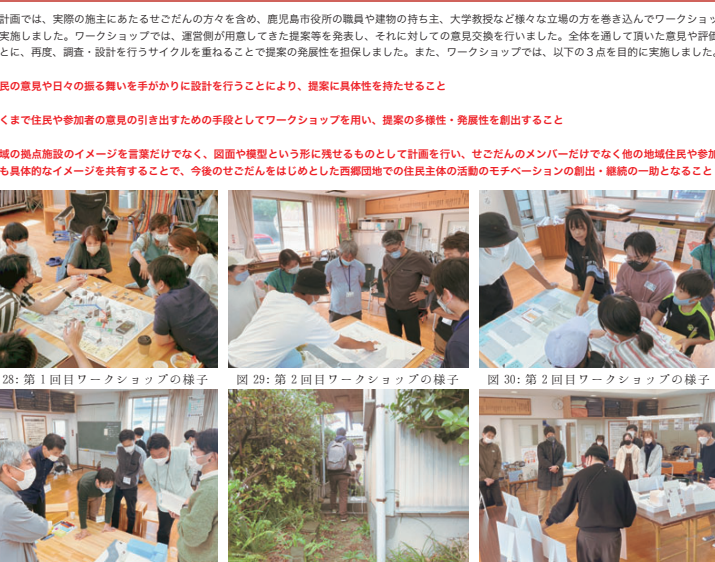 計画では、実際の施主にあたるせごだんの方々を含め、鹿児島市役所の職員や建物の持ち主、大学教授など様々な立場の方を巻き込んでワークショッ
実施しました。ワークショップでは、運営側が用意してきた提案等を発表し、それに対しての意見交換を行いました。全体を通して頂いた意見や評価
とに、再度、調査・設計を行うサイクルを重ねることで提案の発展性を担保しました。また、ワークショップでは、以下の３点を目的に実施しました。
民の意見や日々の振る舞いを手がかりに設計を行うことにより、提案に具体性を持たせること
くまで住民や参加者の意見の引き出すための手段としてワークショップを用い、提案の多様性・発展性を創出すること
域の拠点施設のイメージを言葉だけでなく、図面や模型という形に残せるものとして計画を行い、せごだんのメンバーだけでなく他の地域住民や参加
も具体的なイメージを共有することで、今後のせごだんをはじめとした西郷団地での住民主体の活動のモチベーションの創出・継続の一助となること
28: 第 1 回目ワークショップの様子
図 29: 第 2 回目ワークショップの様子
図 30: 第 2 回目ワークショップの様子